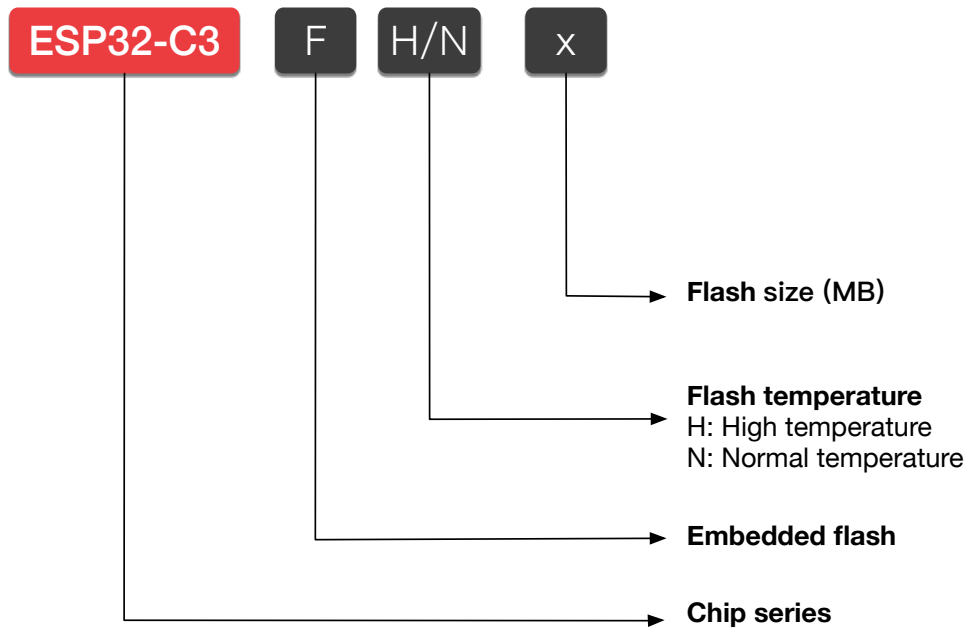 ESP32-C3 F H/N x
Flash size (MB)
Flash temperature
H: High temperature
N: Normal temperature
Embedded flash
Chip series